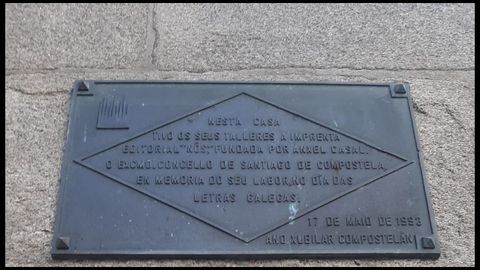 NESTA CASA
TIVO OS SEUS TALLERES A IMPRENTA
EDITORIAL "NÓS", FUNDADA POR ANXEL CASAL.
O EXCMO. CONCELLO DE SANTIAGO DE COMPOSTELA,
EN MEMORIA DO SEU LABOR, NO DÍA DAS
LETRAS GALEGAS.
17 DE MAIO DE 1993
ANO XUBILAR COMPOSTELÁN